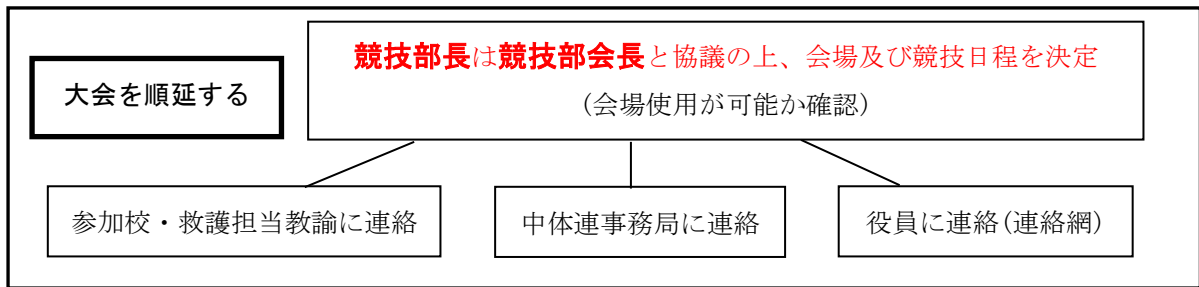 競技部長は競技部会長と協議の上、会場及び競技日程を決定
大会を順延する
（会場使用が可能か確認）
参加校・救護担当教諭に連絡
中体連事務局に連絡
役員に連絡(連絡網)